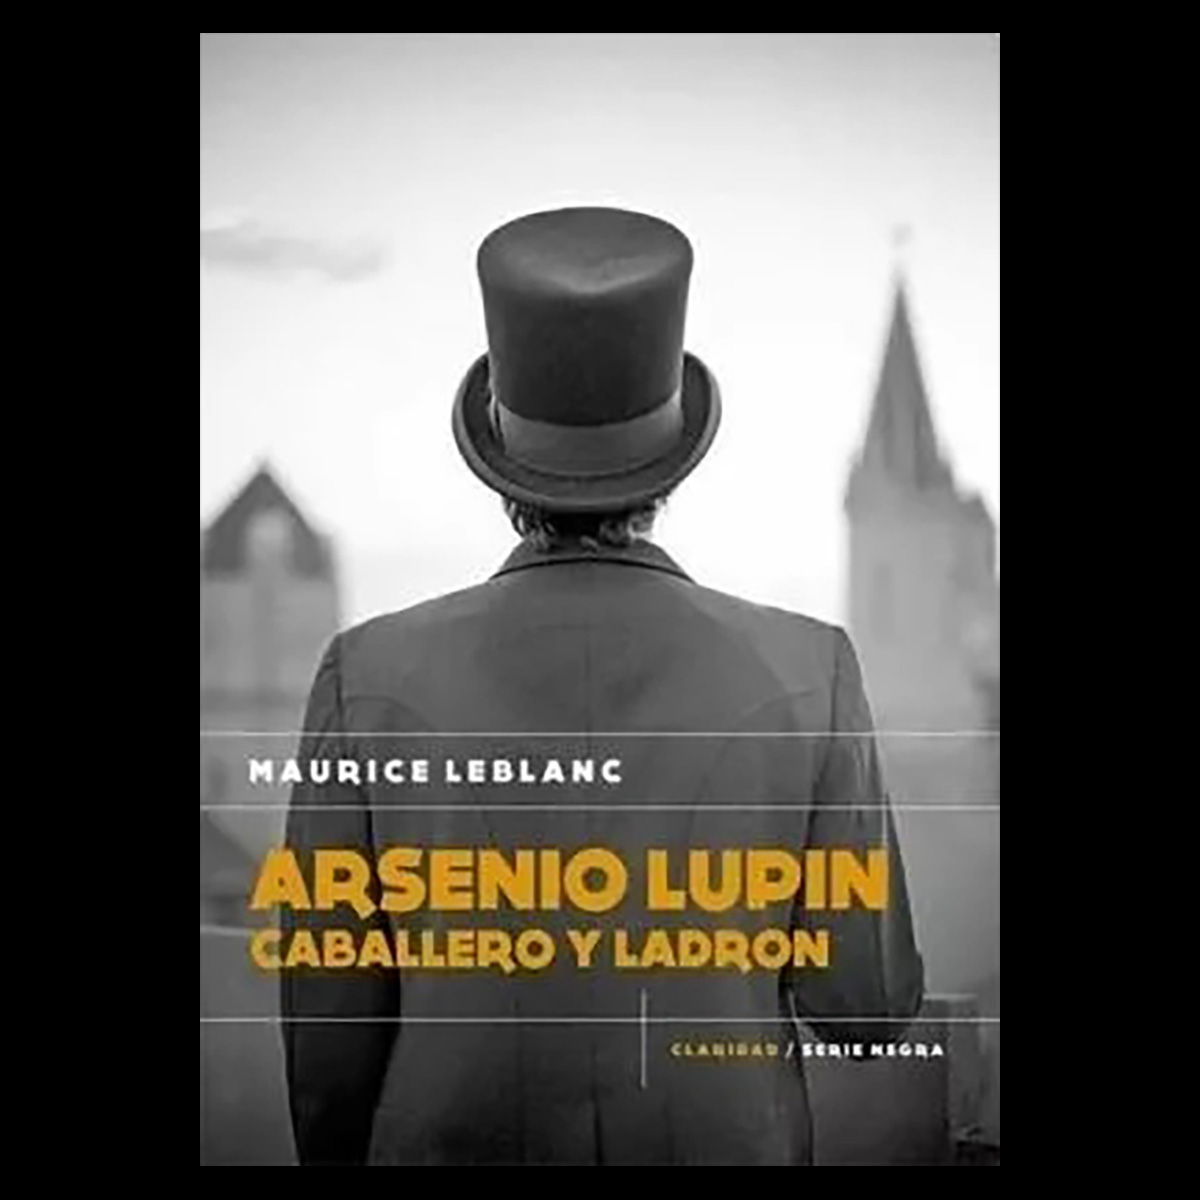 MAURICE LEBLANC
ARSENIO LUPIN
CABALLERO Y LADRON
CLARIDAD / SERIE NEGRA